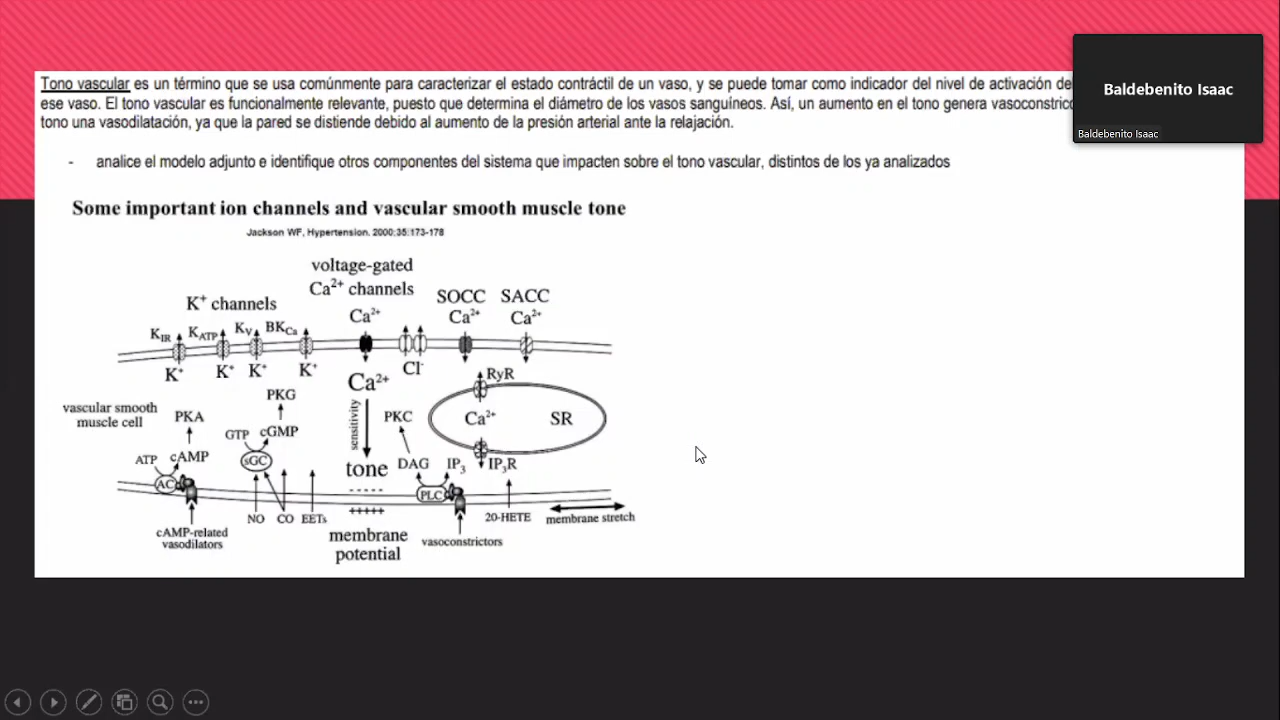 Baldebenito Isaac
Baldebenito Isaac
Tono vascular es un término que se usa comúnmente para caracterizar el estado contráctil de un vaso, y se puede tomar como indicador del nivel de activación de
ese vaso. El tono vascular es funcionalmente relevante, puesto que determina el diámetro de los vasos sanguíneos. Así, un aumento en el tono genera
tono una vasodilatación, ya que la pared se distiende debido al aumento de la presión arterial ante la relajación.
- analice el modelo adjunto e identifique otros componentes del sistema que impacten sobre el tono vascular, distintos de los ya analizados
Some important ion channels and vascular smooth muscle tone
Jackson WF, Hypertension. 2000;35:173-178
voltage-gated
Ca²⁺ channels
K⁺ channels
SOCC SACC
Ca²⁺ Ca²⁺ Ca²⁺
K_IR K_ATP K_V BK_Ca
K⁺ K⁺ K⁺ K⁺
Cl⁻
Ca²⁺
RyR
PKG
vascular smooth
muscle cell
PKA
sensitivity
PKC
Ca²⁺ SR
GTP cGMP
ATP cAMP
sGC
tone
DAG IP₃ IP₃R
AC
PLC
- - - - -
+++++
NO CO EETs
20-HETE
membrane stretch
cAMP-related
vasodilators
membrane
potential
vasoconstrictors